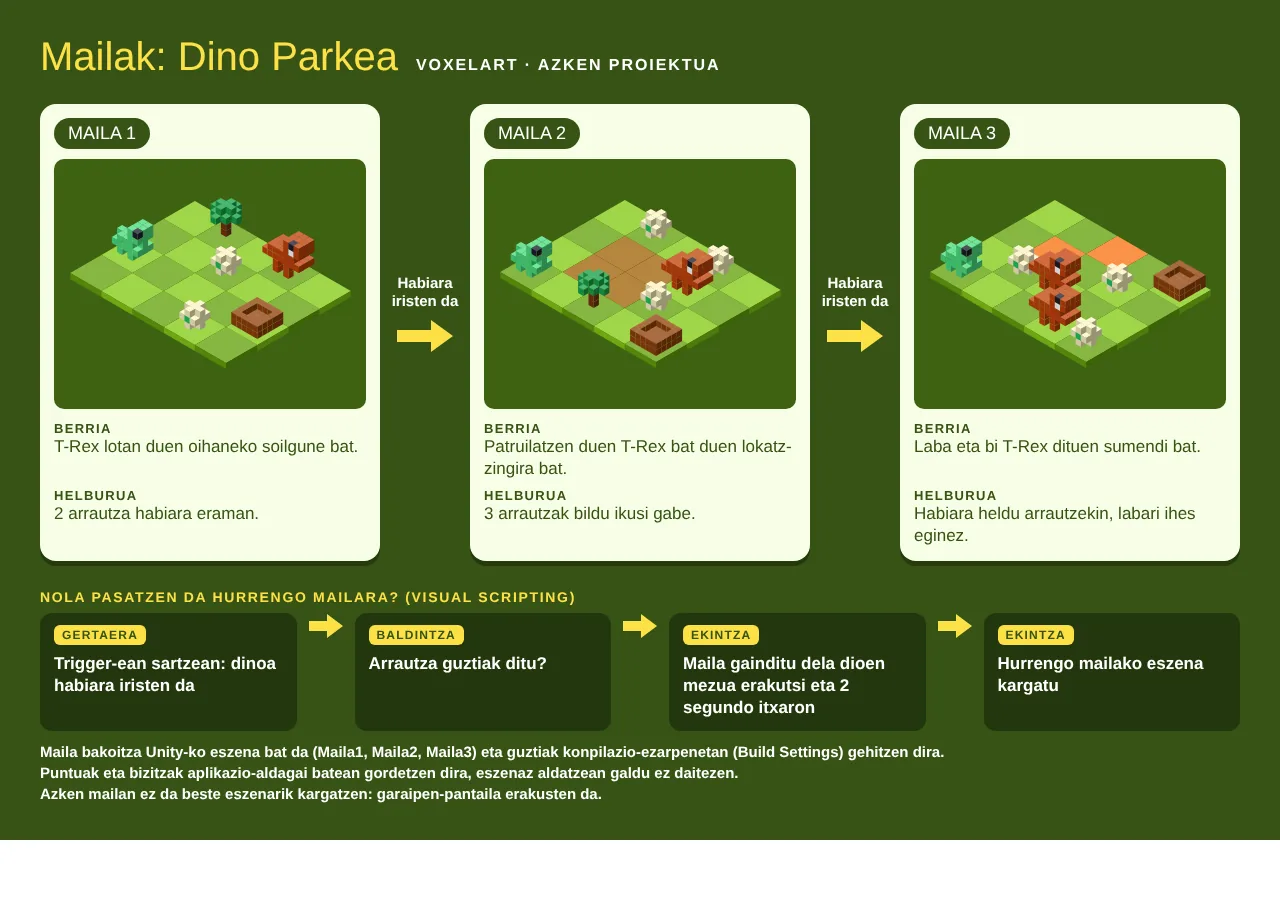 Mailak: Dino Parkea VOXELART · AZKEN PROIEKTUA
MAILA 1
BERRIA
T-Rex lotan duen oihaneko soilgune bat.
HELBURUA
2 arrautza habiara eraman.
Habiara
iristen da
MAILA 2
BERRIA
Patruilatzen duen T-Rex bat duen lokatz-
zingira bat.
HELBURUA
3 arrautzak bildu ikusi gabe.
Habiara
iristen da
MAILA 3
BERRIA
Laba eta bi T-Rex dituen sumendi bat.
HELBURUA
Habiara heldu arrautzekin, labari ihes
eginez.
NOLA PASATZEN DA HURRENGO MAILARA? (VISUAL SCRIPTING)
GERTAERA
Trigger-ean sartzean: dinoa
habiara iristen da
BALDINTZA
Arrautza guztiak ditu?
EKINTZA
Maila gainditu dela dioen
mezua erakutsi eta 2
segundo itxaron
EKINTZA
Hurrengo mailako eszena
kargatu
Maila bakoitza Unity-ko eszena bat da (Maila1, Maila2, Maila3) eta guztiak konpilazio-ezarpenetan (Build Settings) gehitzen dira.
Puntuak eta bizitzak aplikazio-aldagai batean gordetzen dira, eszenaz aldatzean galdu ez daitezen.
Azken mailan ez da beste eszenarik kargatzen: garaipen-pantaila erakusten da.